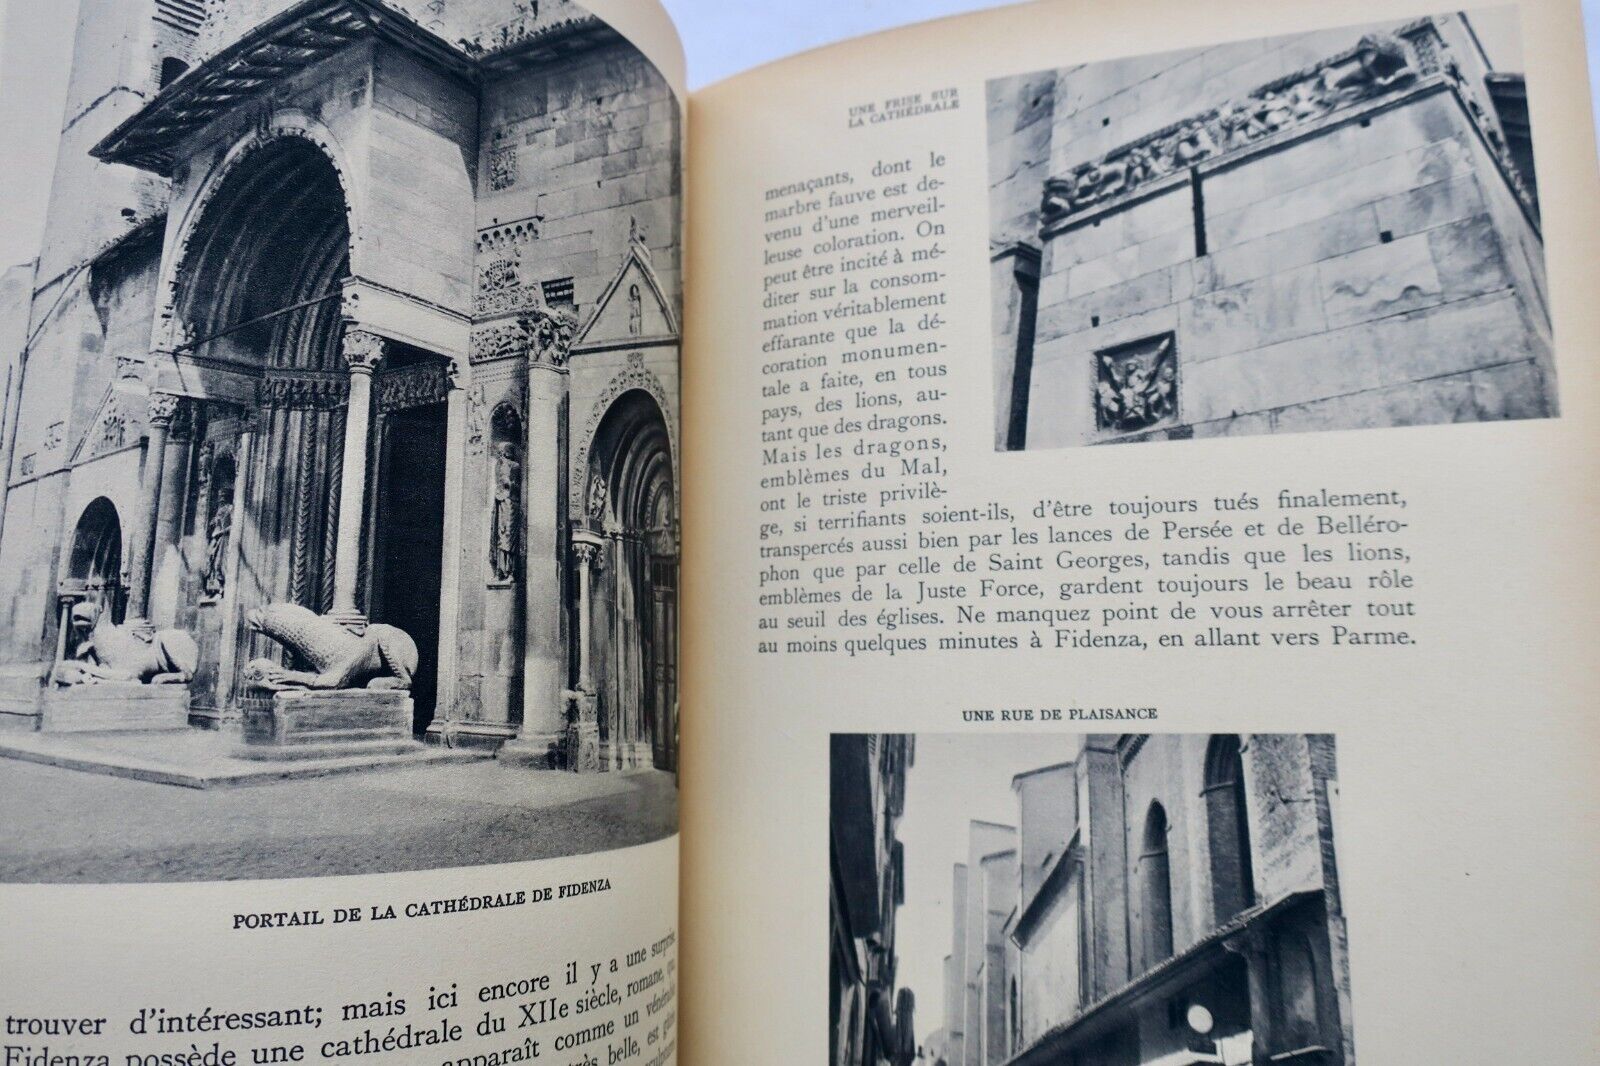 PORTAIL DE LA CATHÉDRALE DE FIDENZA
trouver d'intéressant; mais ici encore il y a une surprise
Fidenza possède une cathédrale du XIIe siècle, romane, qui
apparaît comme un vénérable
très belle, est
UNE FRISE SUR
LA CATHÉDRALE
menaçants, dont le
marbre fauve est de-
venu d'une merveil-
leuse coloration. On
peut être incité à mé-
diter sur la consom-
mation véritablement
effarante que la dé-
coration monumen-
tale a faite, en tous
pays, des lions, au-
tant que des dragons.
Mais les dragons,
emblèmes du Mal,
ont le triste privilè-
ge, si terrifiants soient-ils, d'être toujours tués finalement,
transpercés aussi bien par les lances de Persée et de Belléro-
phon que par celle de Saint Georges, tandis que les lions,
emblèmes de la Juste Force, gardent toujours le beau rôle
au seuil des églises. Ne manquez point de vous arrêter tout
au moins quelques minutes à Fidenza, en allant vers Parme.
UNE RUE DE PLAISANCE